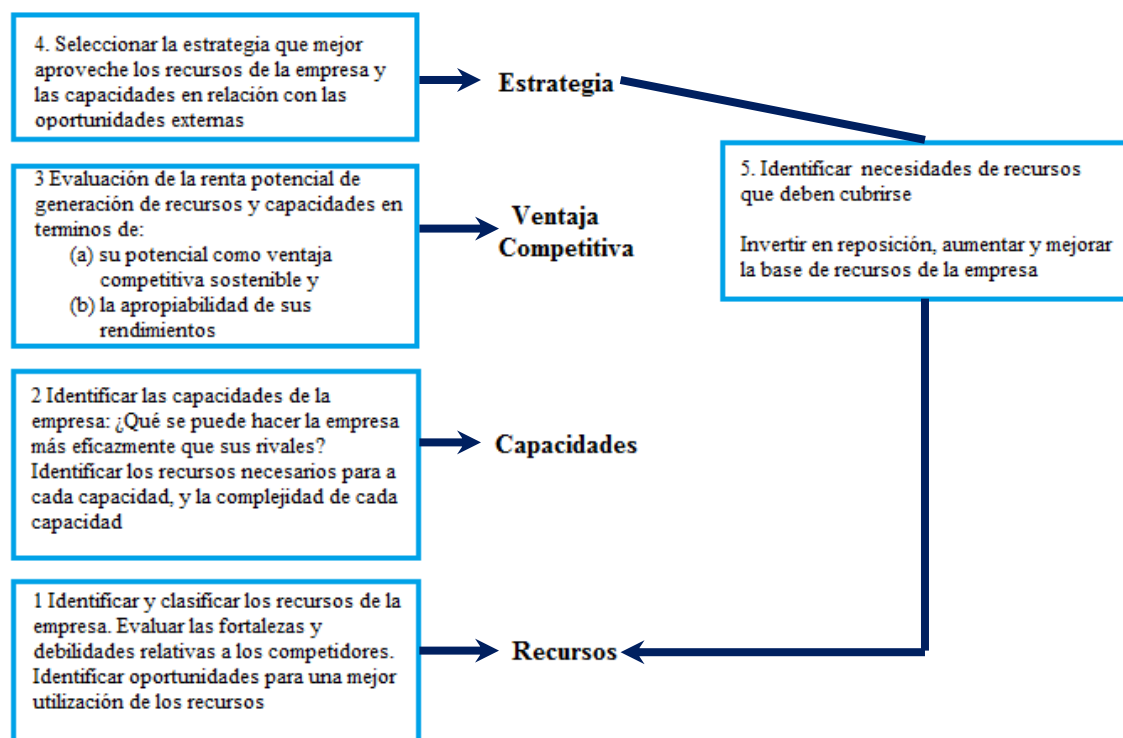 4. Seleccionar la estrategia que mejor
aproveche los recursos de la empresa y
las capacidades en relación con las
oportunidades externas
Estrategia
3 Evaluación de la renta potencial de
generación de recursos y capacidades en
terminos de:
(a) su potencial como ventaja
competitiva sostenible y
(b) la apropiabilidad de sus
rendimientos
Ventaja
Competitiva
5. Identificar necesidades de recursos
que deben cubrirse
Invertir en reposición, aumentar y mejorar
la base de recursos de la empresa
2 Identificar las capacidades de la
empresa: ¿Qué se puede hacer la empresa
más eficazmente que sus rivales?
Identificar los recursos necesarios para a
cada capacidad, y la complejidad de cada
capacidad
Capacidades
1 Identificar y clasificar los recursos de la
empresa. Evaluar las fortalezas y
debilidades relativas a los competidores.
Identificar oportunidades para una mejor
utilización de los recursos
Recursos